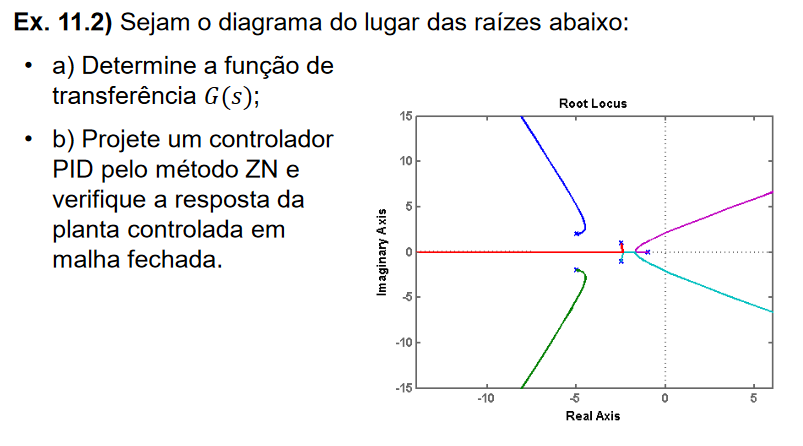 Ex. 11.2) Sejam o diagrama do lugar das raízes abaixo:
• a) Determine a função de
transferência G(s);
• b) Projete um controlador
PID pelo método ZN e
verifique a resposta da
planta controlada em
malha fechada.
Root Locus
15
10
5
0
-5
-10
-15
Imaginary Axis
-10 -5 0 5
Real Axis